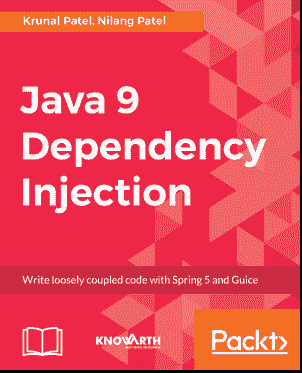 Krunal Patel, Nilang Patel
Java 9
Dependency
Injection
Write loosely coupled code with Spring 5 and Guice
KNOWARTH
Packt>